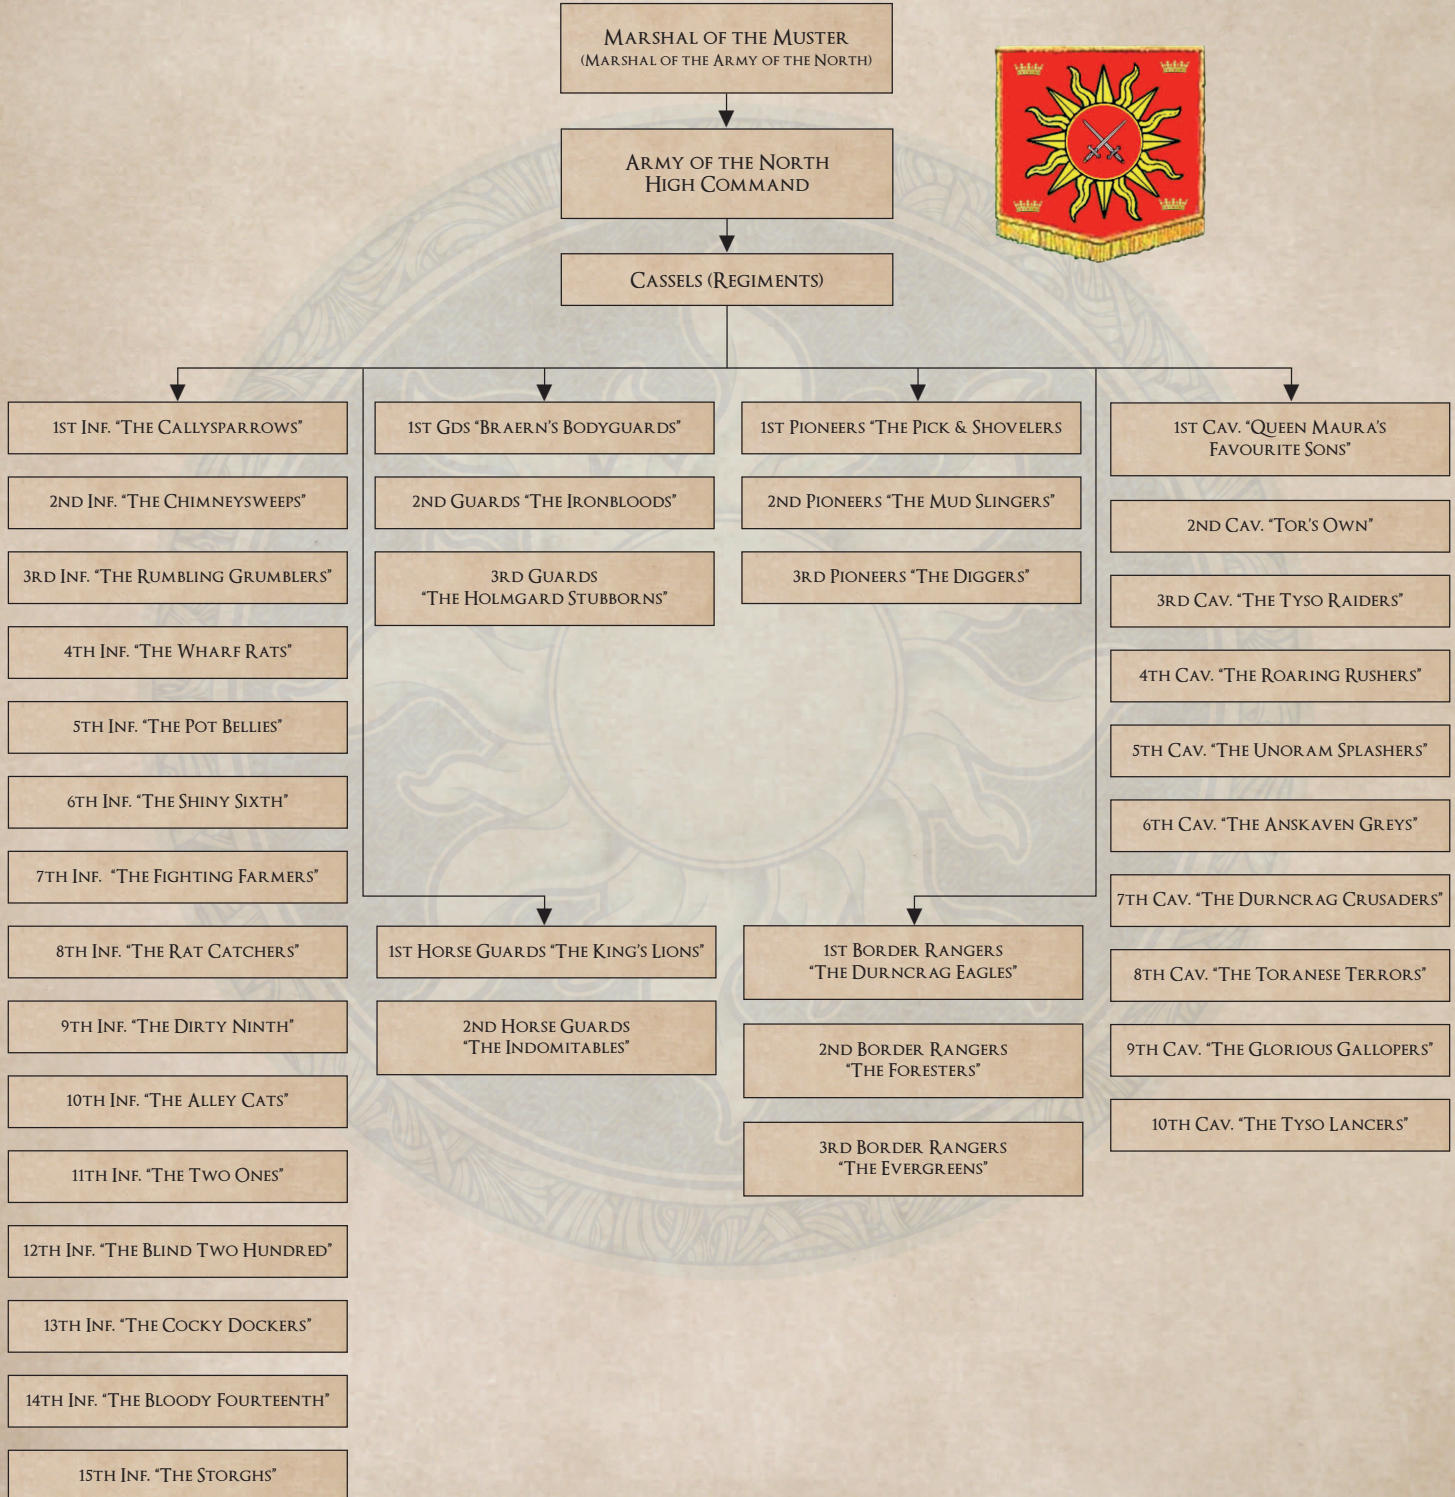 Marshal of the Muster
(Marshal of the Army of the North)
Army of the North
High Command
Cassels (Regiments)
1st Inf. "The Callysparrows"
2nd Inf. "The Chimneysweeps"
3rd Inf. "The Rumbling Grumblers"
4th Inf. "The Wharf Rats"
5th Inf. "The Pot Bellies"
6th Inf. "The Shiny Sixth"
7th Inf. "The Fighting Farmers"
8th Inf. "The Rat Catchers"
9th Inf. "The Dirty Ninth"
10th Inf. "The Alley Cats"
11th Inf. "The Two Ones"
12th Inf. "The Blind Two Hundred"
13th Inf. "The Cocky Dockers"
14th Inf. "The Bloody Fourteenth"
15th Inf. "The Storghs"
1st Gds "Braern's Bodyguards"
2nd Guards "The Ironbloods"
3rd Guards
"The Holmgard Stubborns"
1st Horse Guards "The King's Lions"
2nd Horse Guards
"The Indomitables"
1st Pioneers "The Pick & Shovelers
2nd Pioneers "The Mud Slingers"
3rd Pioneers "The Diggers"
1st Border Rangers
"The Durncrag Eagles"
2nd Border Rangers
"The Foresters"
3rd Border Rangers
"The Evergreens"
1st Cav. "Queen Maura's
Favourite Sons"
2nd Cav. "Tor's Own"
3rd Cav. "The Tyso Raiders"
4th Cav. "The Roaring Rushers"
5th Cav. "The Unoram Splashers"
6th Cav. "The Anskaven Greys"
7th Cav. "The Durncrag Crusaders"
8th Cav. "The Toranese Terrors"
9th Cav. "The Glorious Gallopers"
10th Cav. "The Tyso Lancers"